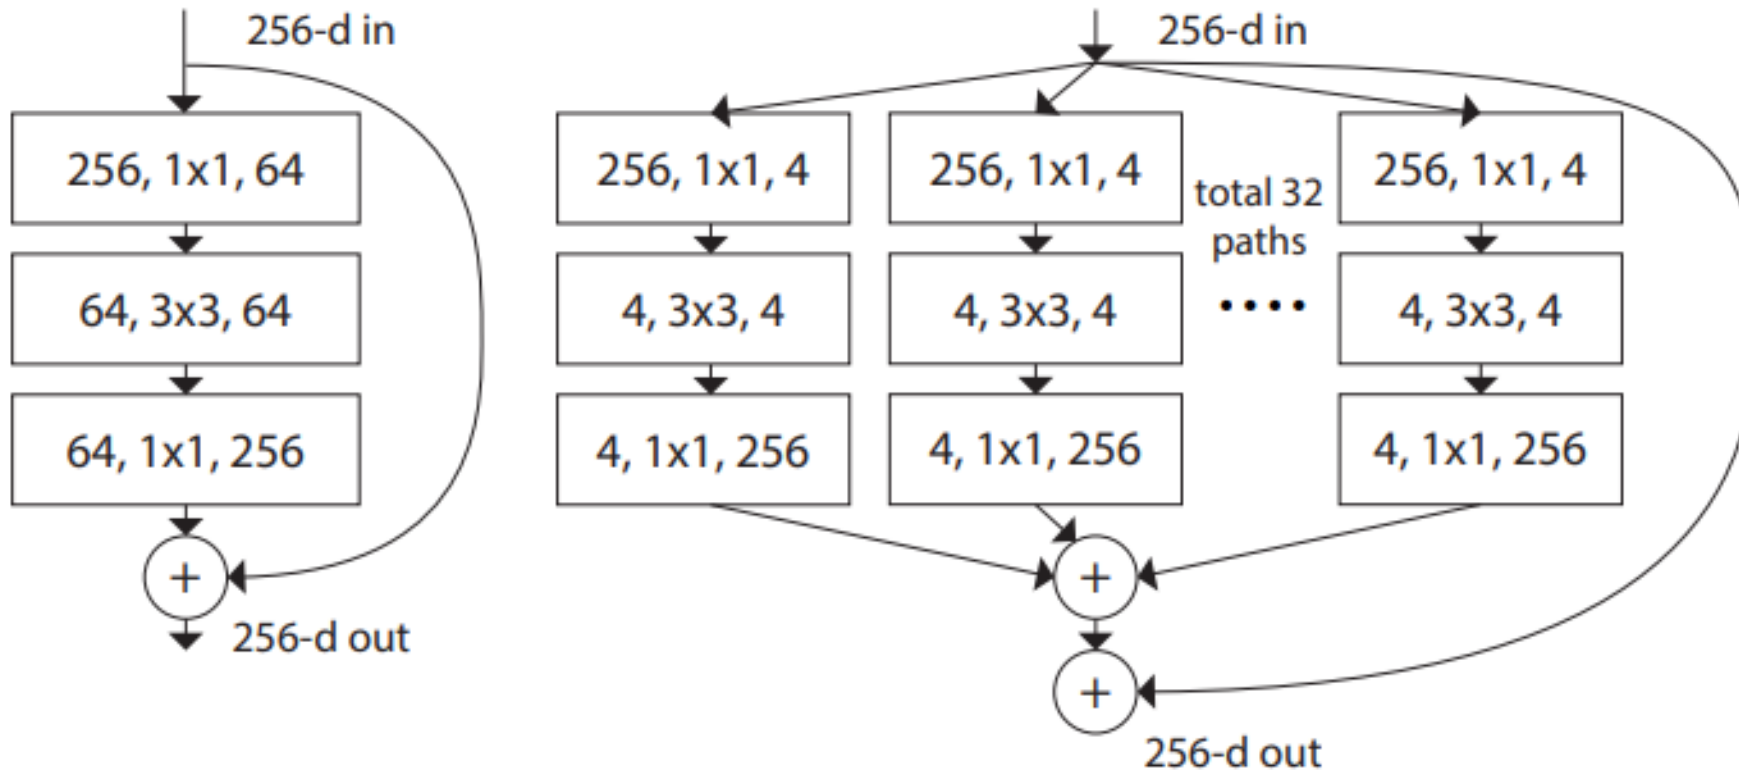 256-d in
256, 1x1, 64
64, 3x3, 64
64, 1x1, 256
+
256-d out
256-d in
256, 1x1, 4
256, 1x1, 4
total 32
paths
256, 1x1, 4
4, 3x3, 4
4, 3x3, 4
....
4, 3x3, 4
4, 1x1, 256
4, 1x1, 256
4, 1x1, 256
+
+
256-d out